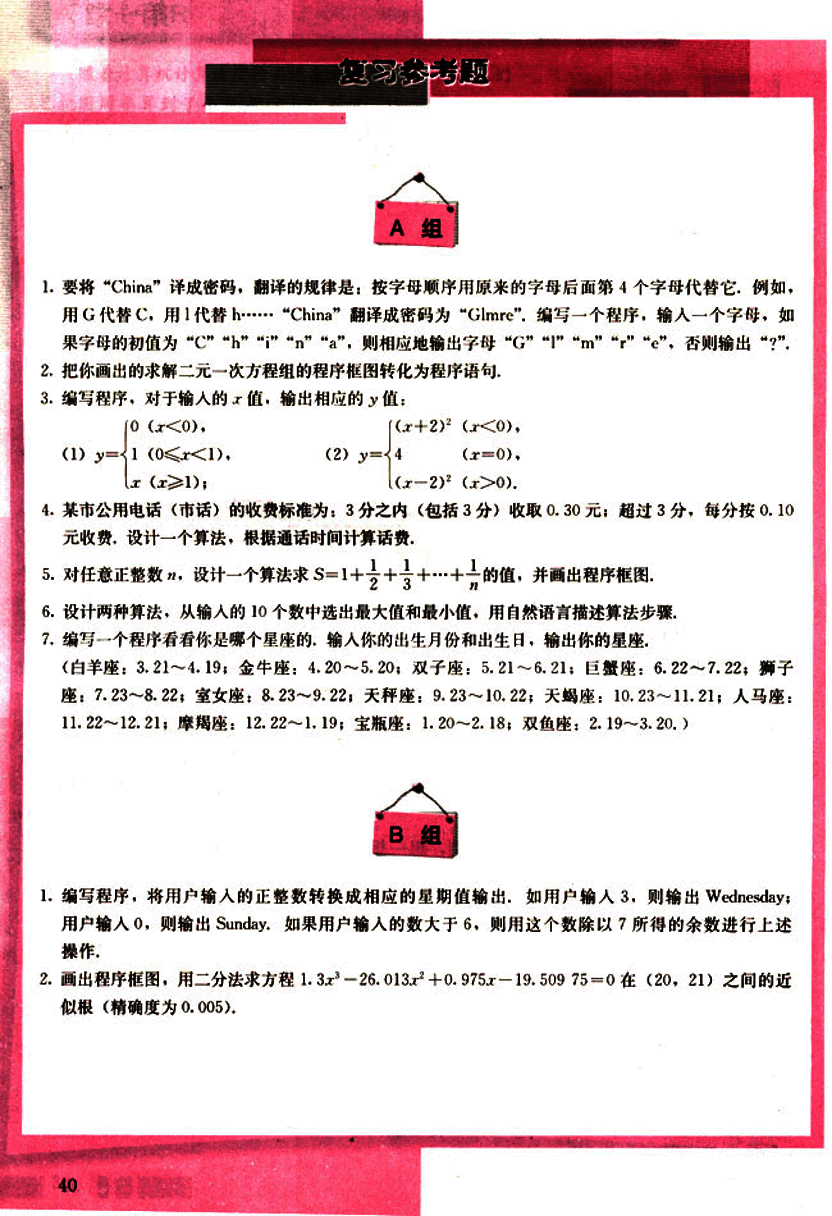 复习参考题
A 组
1. 要将“China”译成密码，翻译的规律是：按字母顺序用原来的字母后面第 4 个字母代替它. 例如，
用 G 代替 C，用 l 代替 h……“China”翻译成密码为“Glmre”. 编写一个程序，输入一个字母，如
果字母的初值为“C”“h”“i”“n”“a”，则相应地输出字母“G”“l”“m”“r”“e”，否则输出“?”.
2. 把你画出的求解二元一次方程组的程序框图转化为程序语句.
3. 编写程序，对于输入的 x 值，输出相应的 y 值：
(1) y={0 (x<0), 1 (0≤x<1), x (x≥1); (2) y={(x+2)² (x<0), 4 (x=0), (x−2)² (x>0).
4. 某市公用电话（市话）的收费标准为：3 分之内（包括 3 分）收取 0.30 元；超过 3 分，每分按 0.10
元收费. 设计一个算法，根据通话时间计算话费.
5. 对任意正整数 n，设计一个算法求 S=1+1/2+1/3+…+1/n的值，并画出程序框图.
6. 设计两种算法，从输入的 10 个数中选出最大值和最小值，用自然语言描述算法步骤.
7. 编写一个程序看看你是哪个星座的. 输入你的出生月份和出生日，输出你的星座.
（白羊座：3.21～4.19；金牛座：4.20～5.20；双子座：5.21～6.21；巨蟹座：6.22～7.22；狮子
座：7.23～8.22；室女座：8.23～9.22；天秤座：9.23～10.22；天蝎座：10.23～11.21；人马座：
11.22～12.21；摩羯座：12.22～1.19；宝瓶座：1.20～2.18；双鱼座：2.19～3.20.）
B 组
1. 编写程序，将用户输入的正整数转换成相应的星期值输出. 如用户输入 3，则输出 Wednesday；
用户输入 0，则输出 Sunday. 如果用户输入的数大于 6，则用这个数除以 7 所得的余数进行上述
操作.
2. 画出程序框图，用二分法求方程 1.3x³−26.013x²+0.975x−19.509 75=0 在（20，21）之间的近
似根（精确度为 0.005）.
40